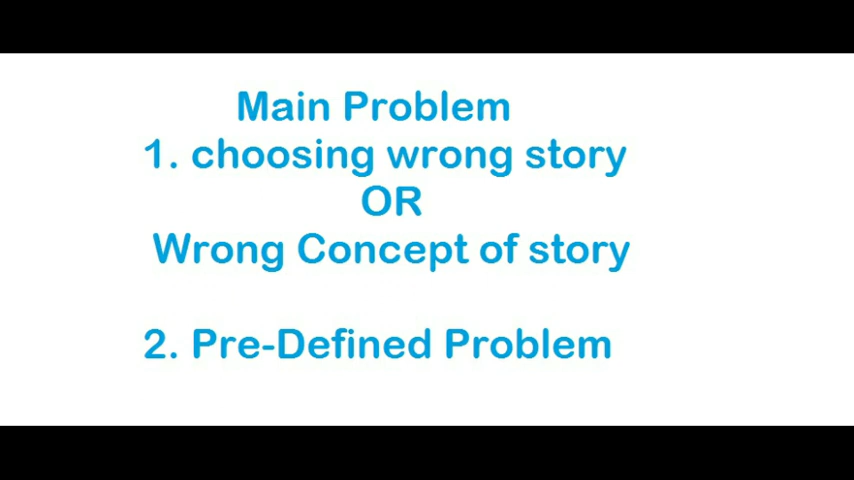 Main Problem
1. choosing wrong story
OR
Wrong Concept of story
2. Pre-Defined Problem